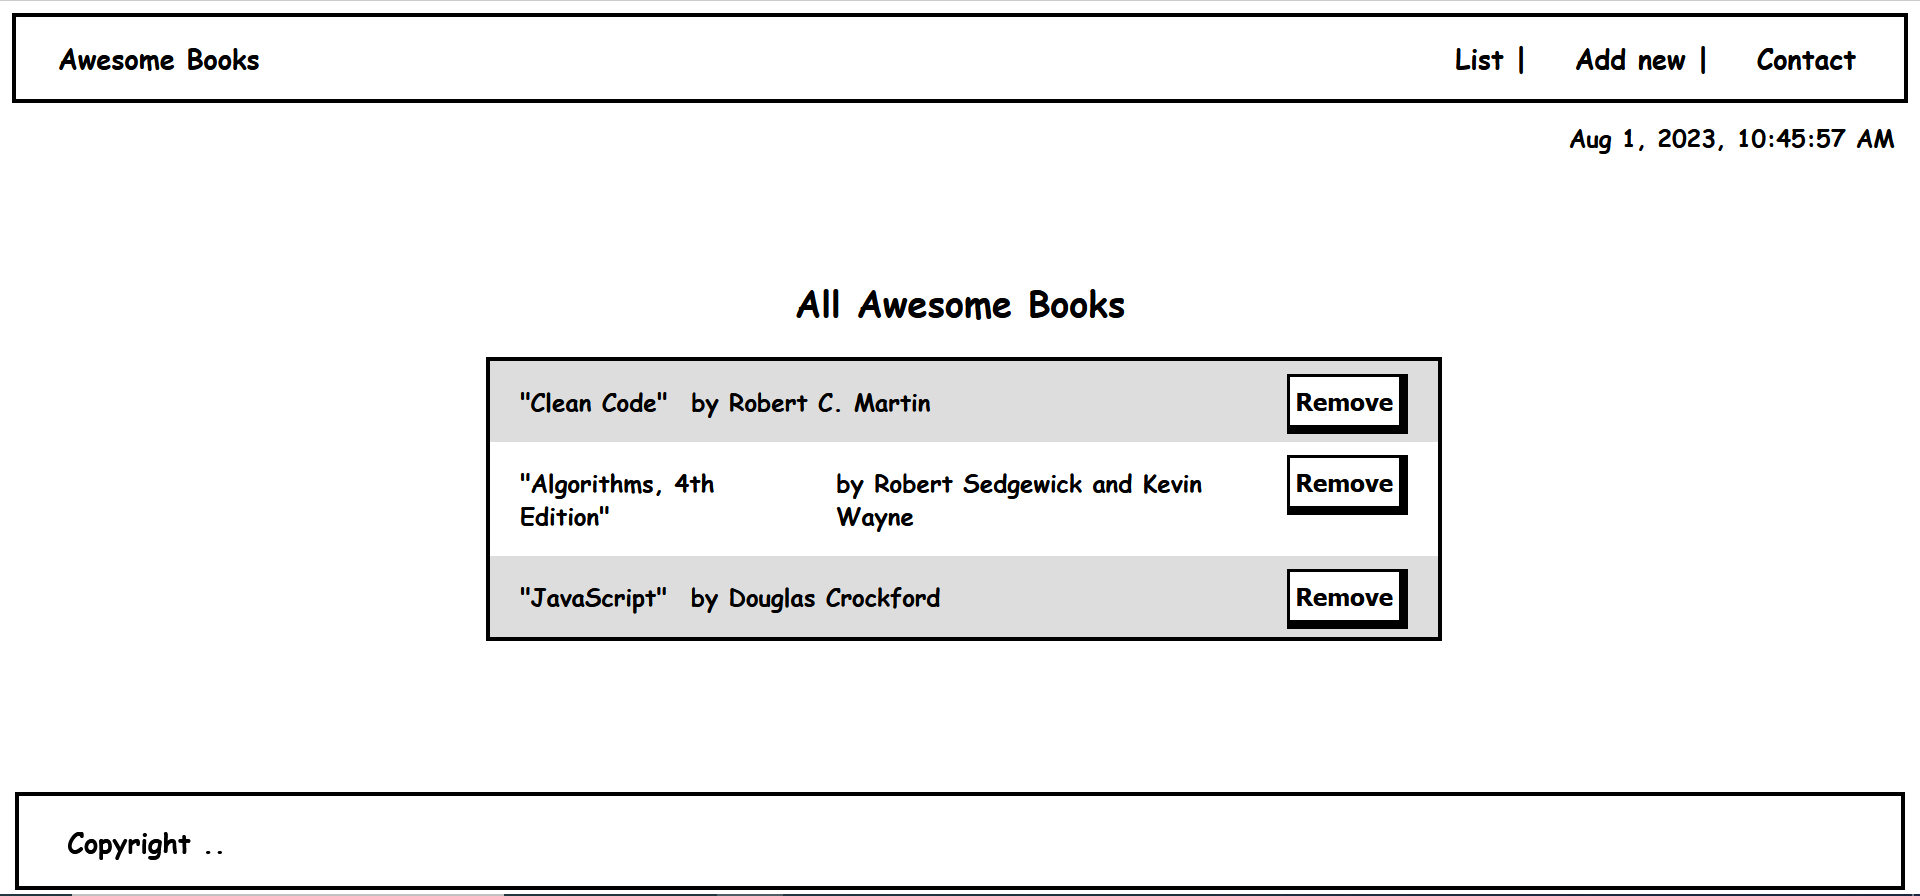 Awesome Books
List |
Add new |
Contact
Aug 1, 2023, 10:45:57 AM
All Awesome Books
"Clean Code" by Robert C. Martin
Remove
"Algorithms, 4th
Edition"
by Robert Sedgewick and Kevin
Wayne
Remove
"JavaScript" by Douglas Crockford
Remove
Copyright ..